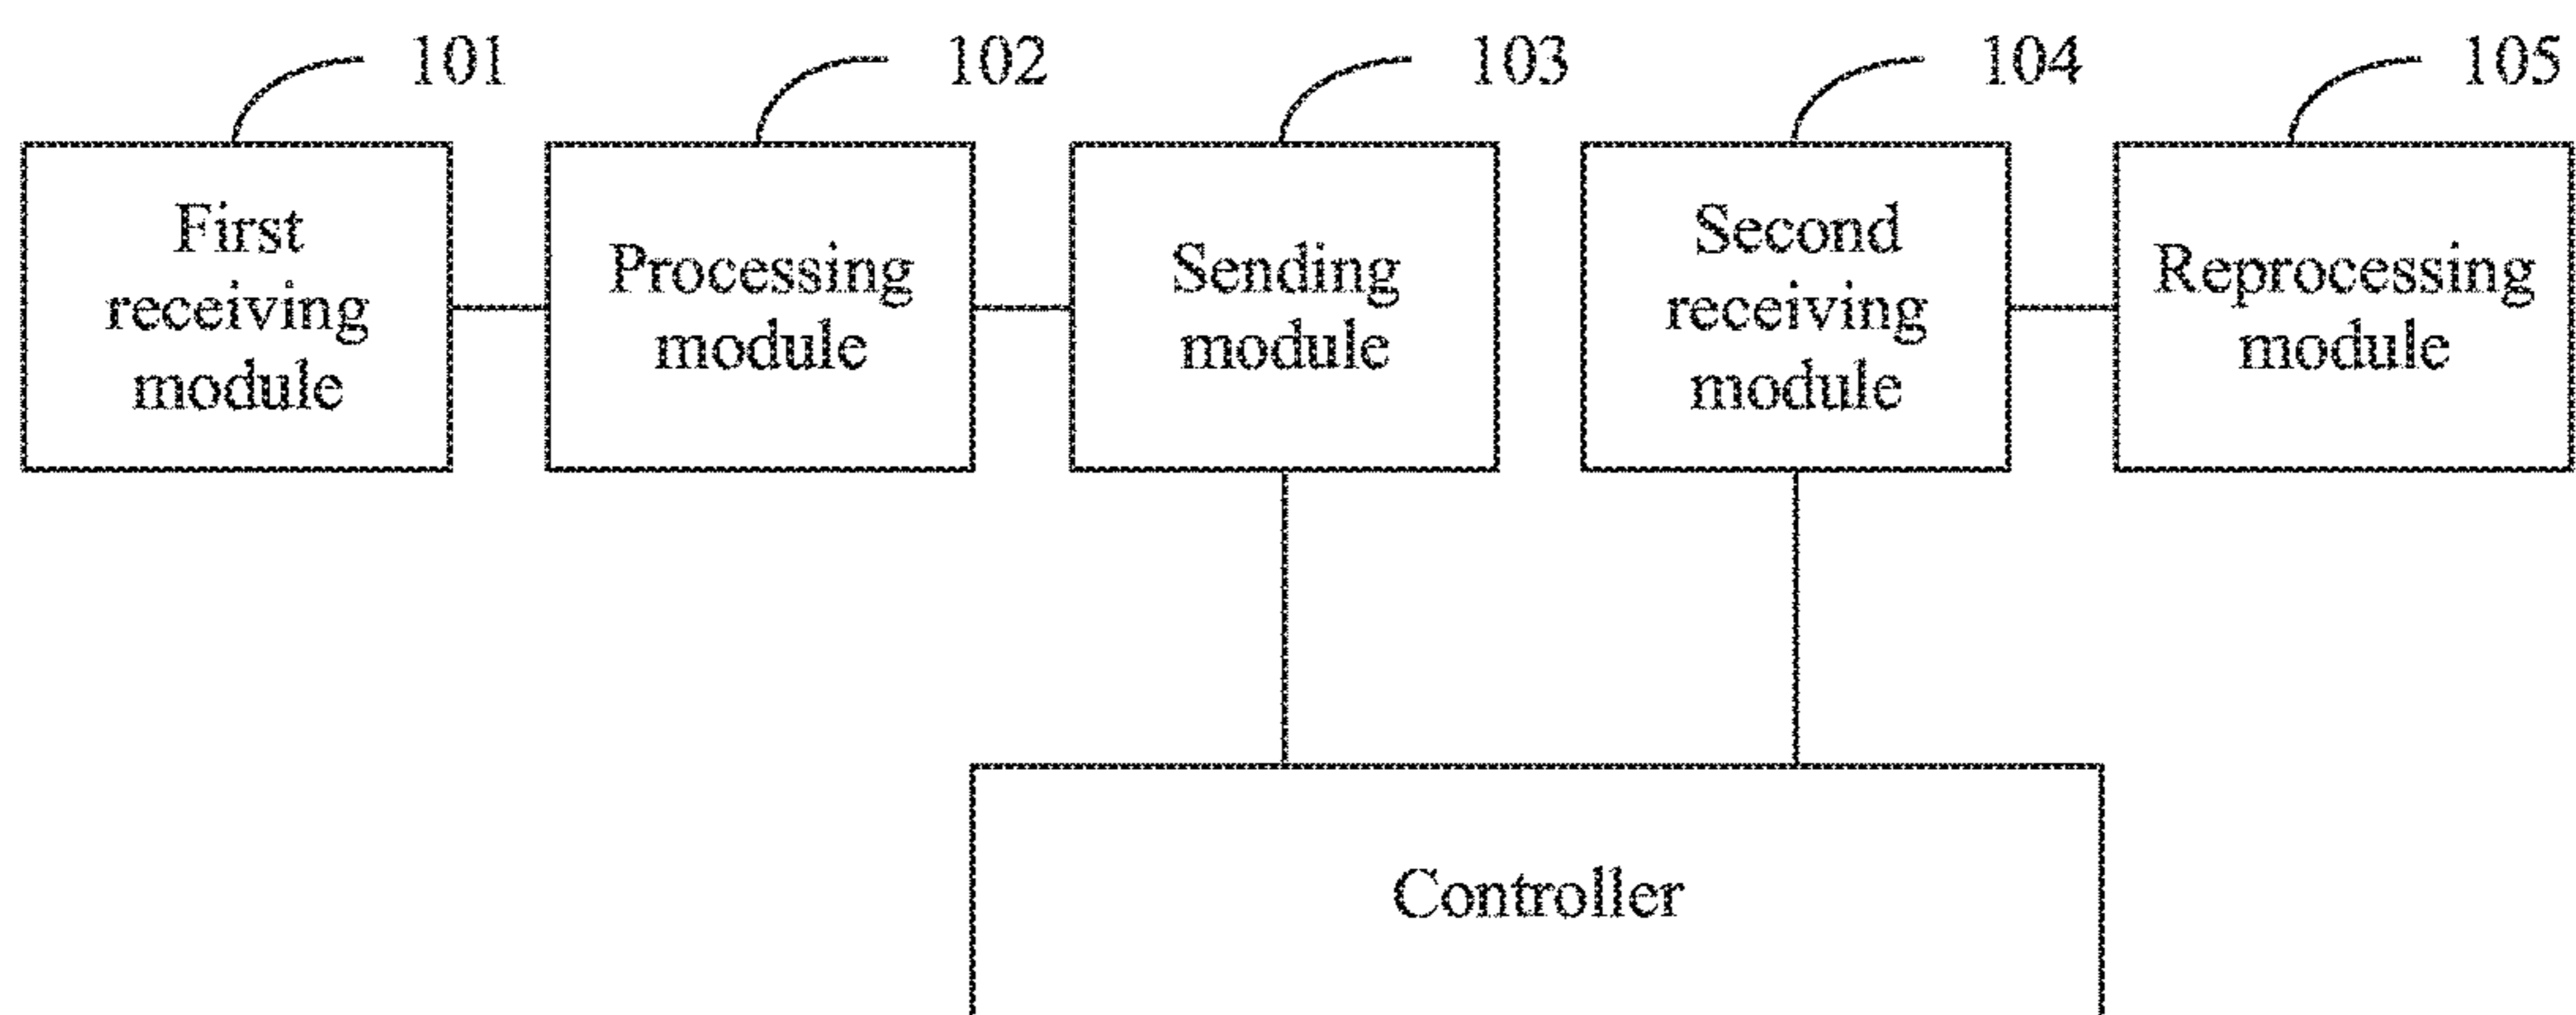 101
102
103
104
105
First
receiving
module
Processing
module
Sending
module
Second
receiving
module
Reprocessing
module
Controller